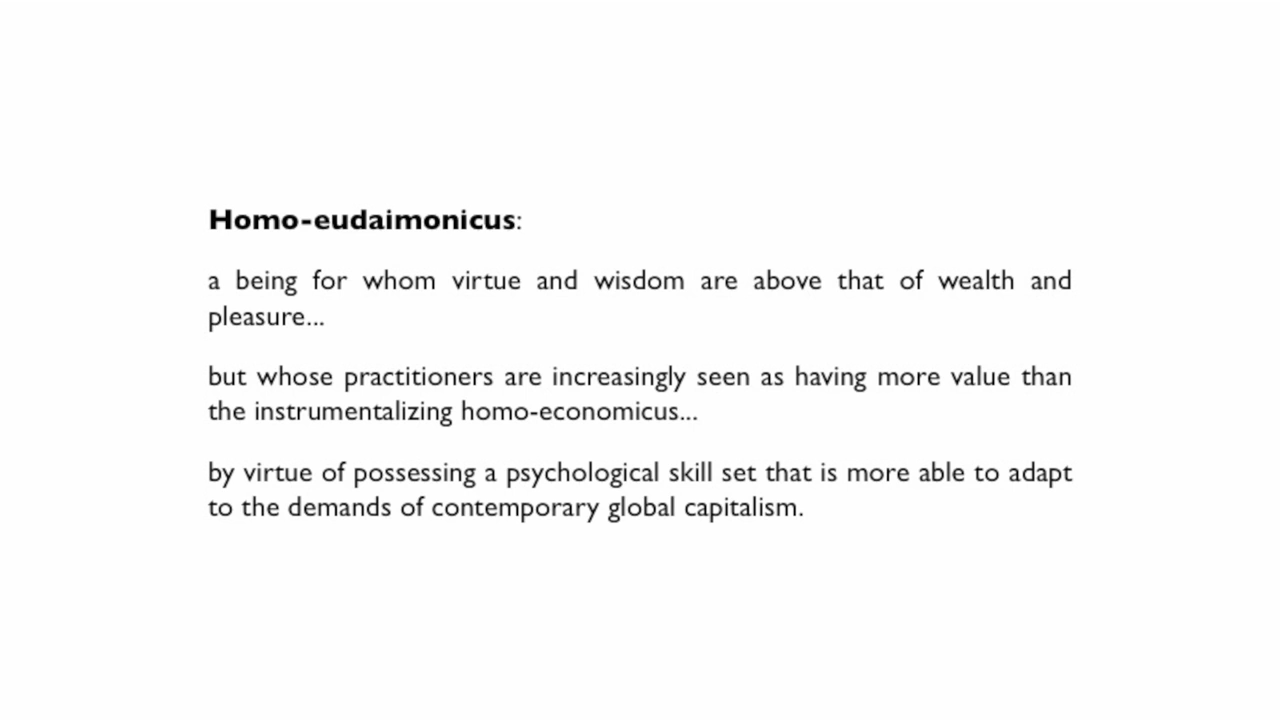 Homo-eudaimonicus:
a being for whom virtue and wisdom are above that of wealth and
pleasure...
but whose practitioners are increasingly seen as having more value than
the instrumentalizing homo-economicus...
by virtue of possessing a psychological skill set that is more able to adapt
to the demands of contemporary global capitalism.